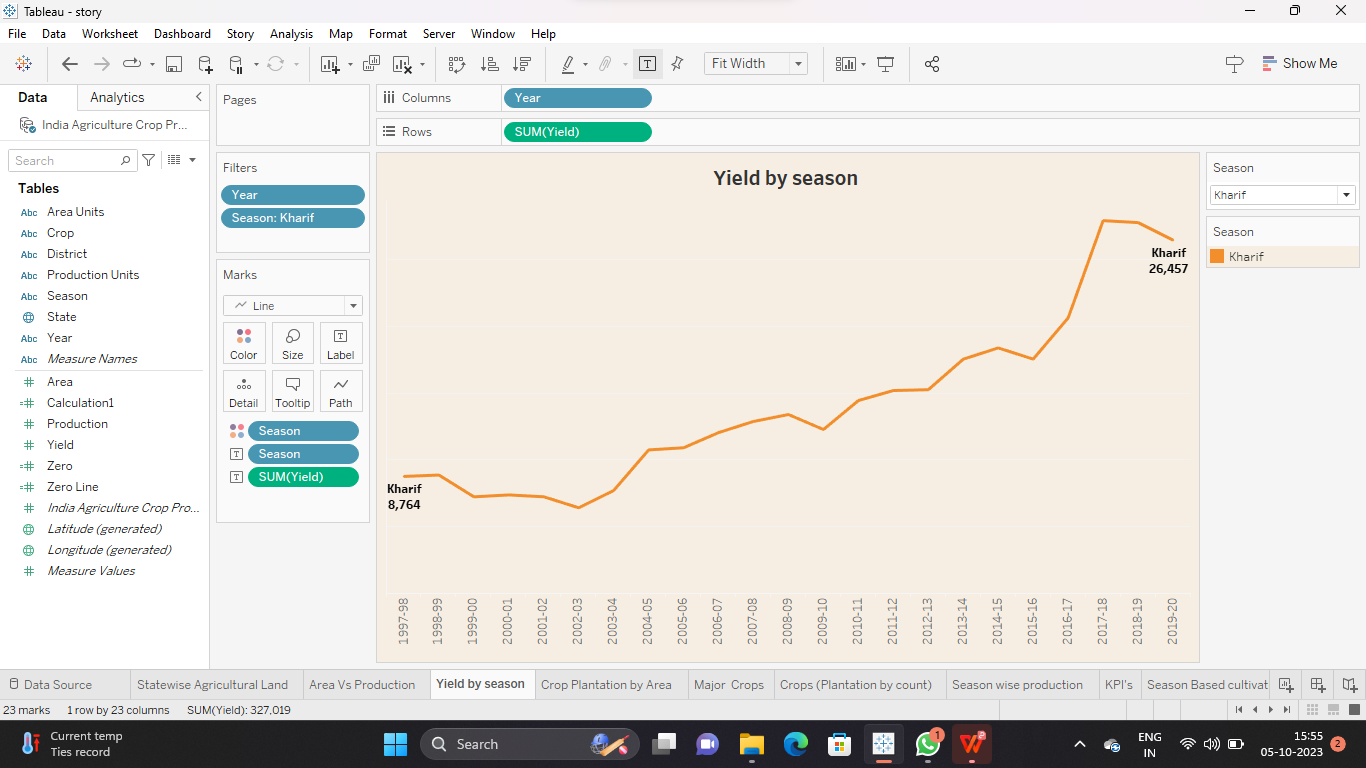 Tableau - story
File Data Worksheet Dashboard Story Analysis Map Format Server Window Help
Fit Width
Show Me
Data Analytics
India Agriculture Crop Pr...
Search
Tables
Abc Area Units
Abc Crop
Abc District
Abc Production Units
Abc Season
State
Abc Year
Abc Measure Names
Area
Calculation1
Production
Yield
Zero
Zero Line
India Agriculture Crop Pro...
Latitude (generated)
Longitude (generated)
Measure Values
Pages
Filters
Year
Season: Kharif
Marks
Line
Color Size Label
Detail Tooltip Path
Season
Season
SUM(Yield)
Columns Year
Rows SUM(Yield)
Yield by season
Kharif
8,764
Kharif
26,457
1997-98
1998-99
1999-00
2000-01
2001-02
2002-03
2003-04
2004-05
2005-06
2006-07
2007-08
2008-09
2009-10
2010-11
2011-12
2012-13
2013-14
2014-15
2015-16
2016-17
2017-18
2018-19
2019-20
Season
Kharif
Season
Kharif
Data Source Statewise Agricultural Land Area Vs Production Yield by season Crop Plantation by Area Major Crops Crops (Plantation by count) Season wise production KPI's Season Based cultivat
23 marks 1 row by 23 columns SUM(Yield): 327,019
Current temp
Ties record
Search
1
ENG
IN
15:55
05-10-2023
2